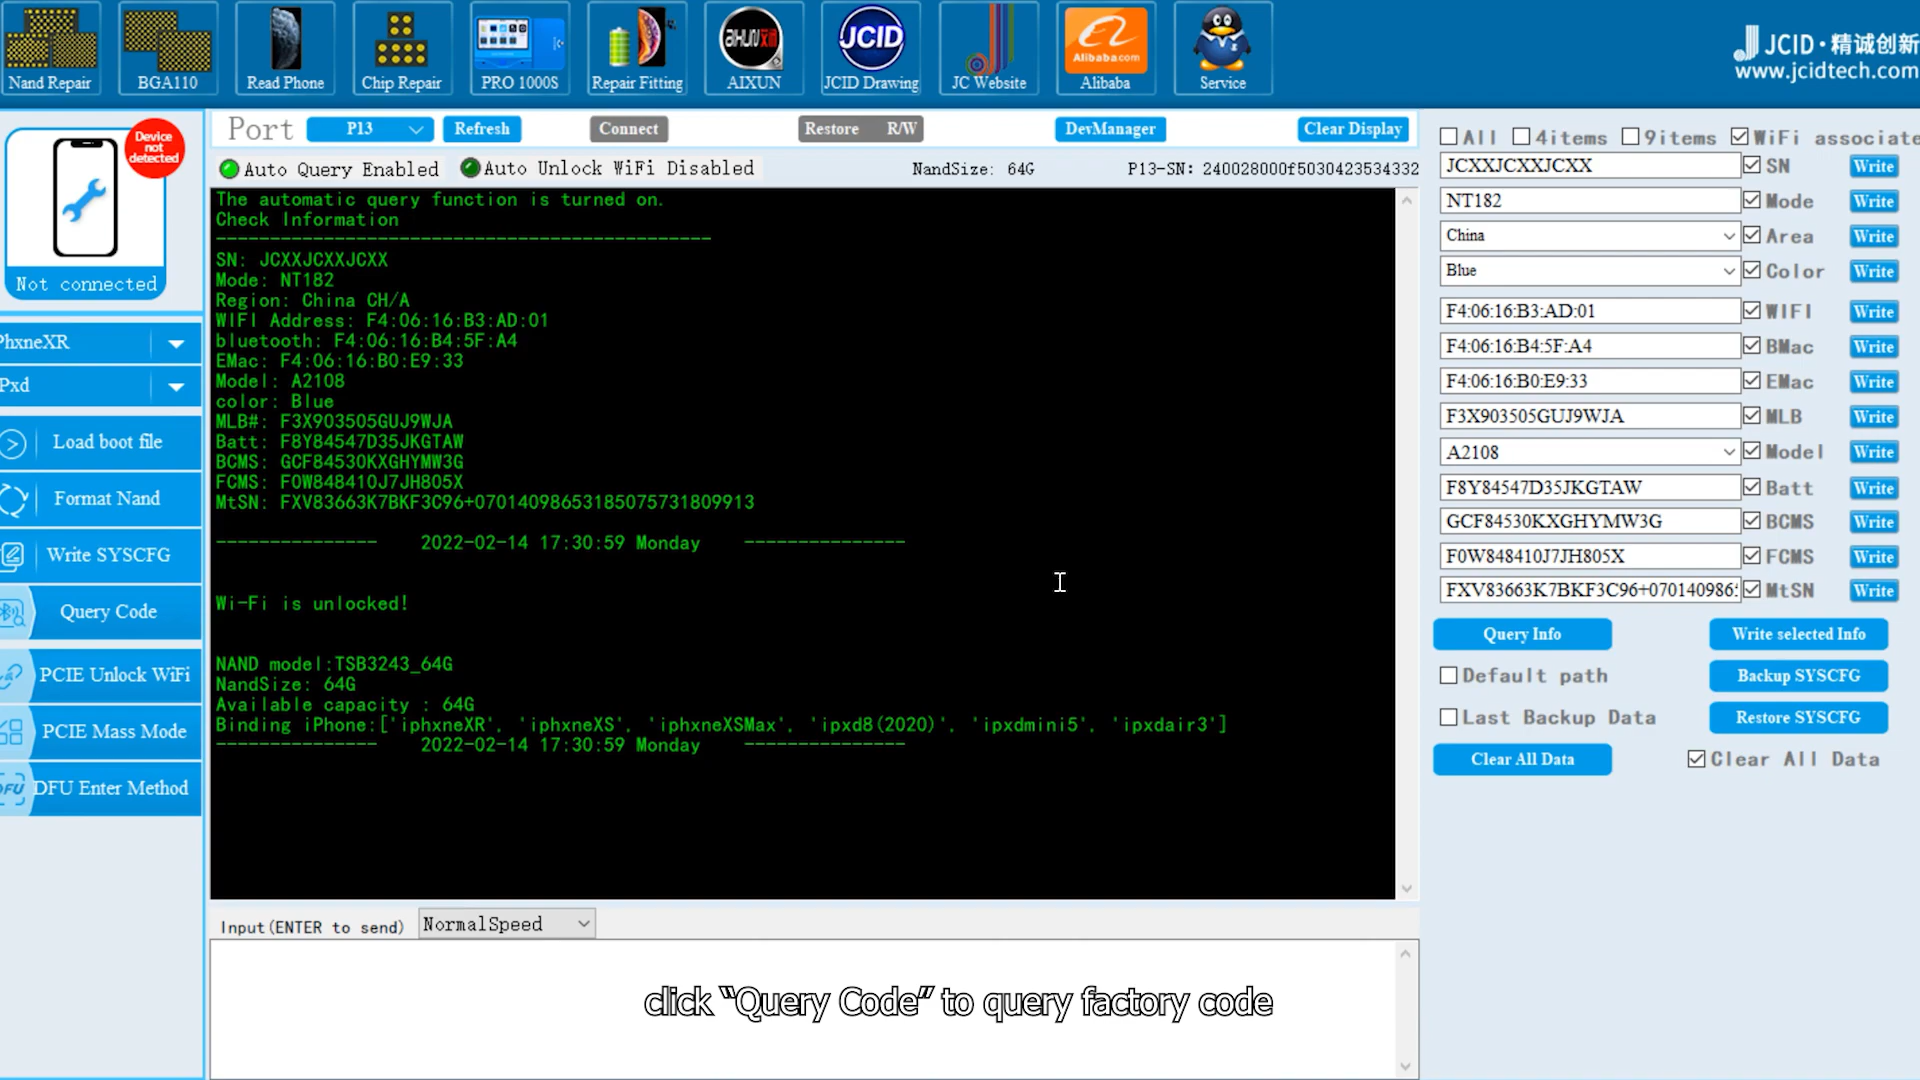 Nand Repair
BGA110
Read Phone
Chip Repair
PRO 1000S
Repair Fitting
AIXUN
JCID Drawing
JC Website
Alibaba
Service
JCID
Alibaba.com
JCID·精诚创新
www.jcidtech.com
Device
not
detected
Not connected
PhxneXR
Pxd
Load boot file
Format Nand
Write SYSCFG
Query Code
PCIE Unlock WiFi
PCIE Mass Mode
DFU Enter Method
Port P13 Refresh Connect Restore R/W DevManager Clear Display
Auto Query Enabled Auto Unlock WiFi Disabled NandSize: 64G P13-SN: 240028000f5030423534332
The automatic query function is turned on.
Check Information
----------------------------------------------
SN: JCXXJCXXJCXX
Mode: NT182
Region: China CH/A
WIFI Address: F4:06:16:B3:AD:01
bluetooth: F4:06:16:B4:5F:A4
EMac: F4:06:16:B0:E9:33
Model: A2108
color: Blue
MLB#: F3X903505GUJ9WJA
Batt: F8Y84547D35JKGTAW
BCMS: GCF84530KXGHYMW3G
FCMS: F0W848410J7JH805X
MtSN: FXV83663K7BKF3C96+07014098653185075731809913
--------------- 2022-02-14 17:30:59 Monday ---------------
Wi-Fi is unlocked!
NAND model:TSB3243_64G
NandSize: 64G
Available capacity : 64G
Binding iPhone:['iphxneXR', 'iphxneXS', 'iphxneXSMax', 'ipxd8(2020)', 'ipxdmini5', 'ipxdair3']
--------------- 2022-02-14 17:30:59 Monday ---------------
Input(ENTER to send) NormalSpeed
click “Query Code” to query factory code
All 4items 9items WiFi associate
JCXXJCXXJCXX SN Write
NT182 Mode Write
China Area Write
Blue Color Write
F4:06:16:B3:AD:01 WIFI Write
F4:06:16:B4:5F:A4 BMac Write
F4:06:16:B0:E9:33 EMac Write
F3X903505GUJ9WJA MLB Write
A2108 Model Write
F8Y84547D35JKGTAW Batt Write
GCF84530KXGHYMW3G BCMS Write
F0W848410J7JH805X FCMS Write
FXV83663K7BKF3C96+070140986: MtSN Write
Query Info Write selected Info
Default path Backup SYSCFG
Last Backup Data Restore SYSCFG
Clear All Data Clear All Data